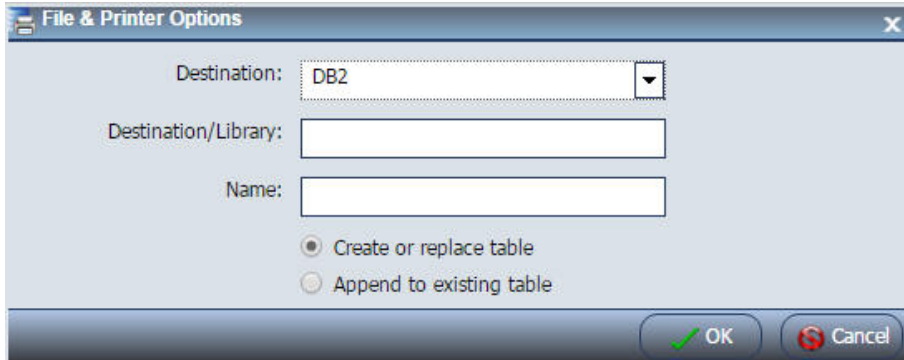 File & Printer Options
x
Destination: DB2
Destination/Library:
Name:
Create or replace table
Append to existing table
OK Cancel